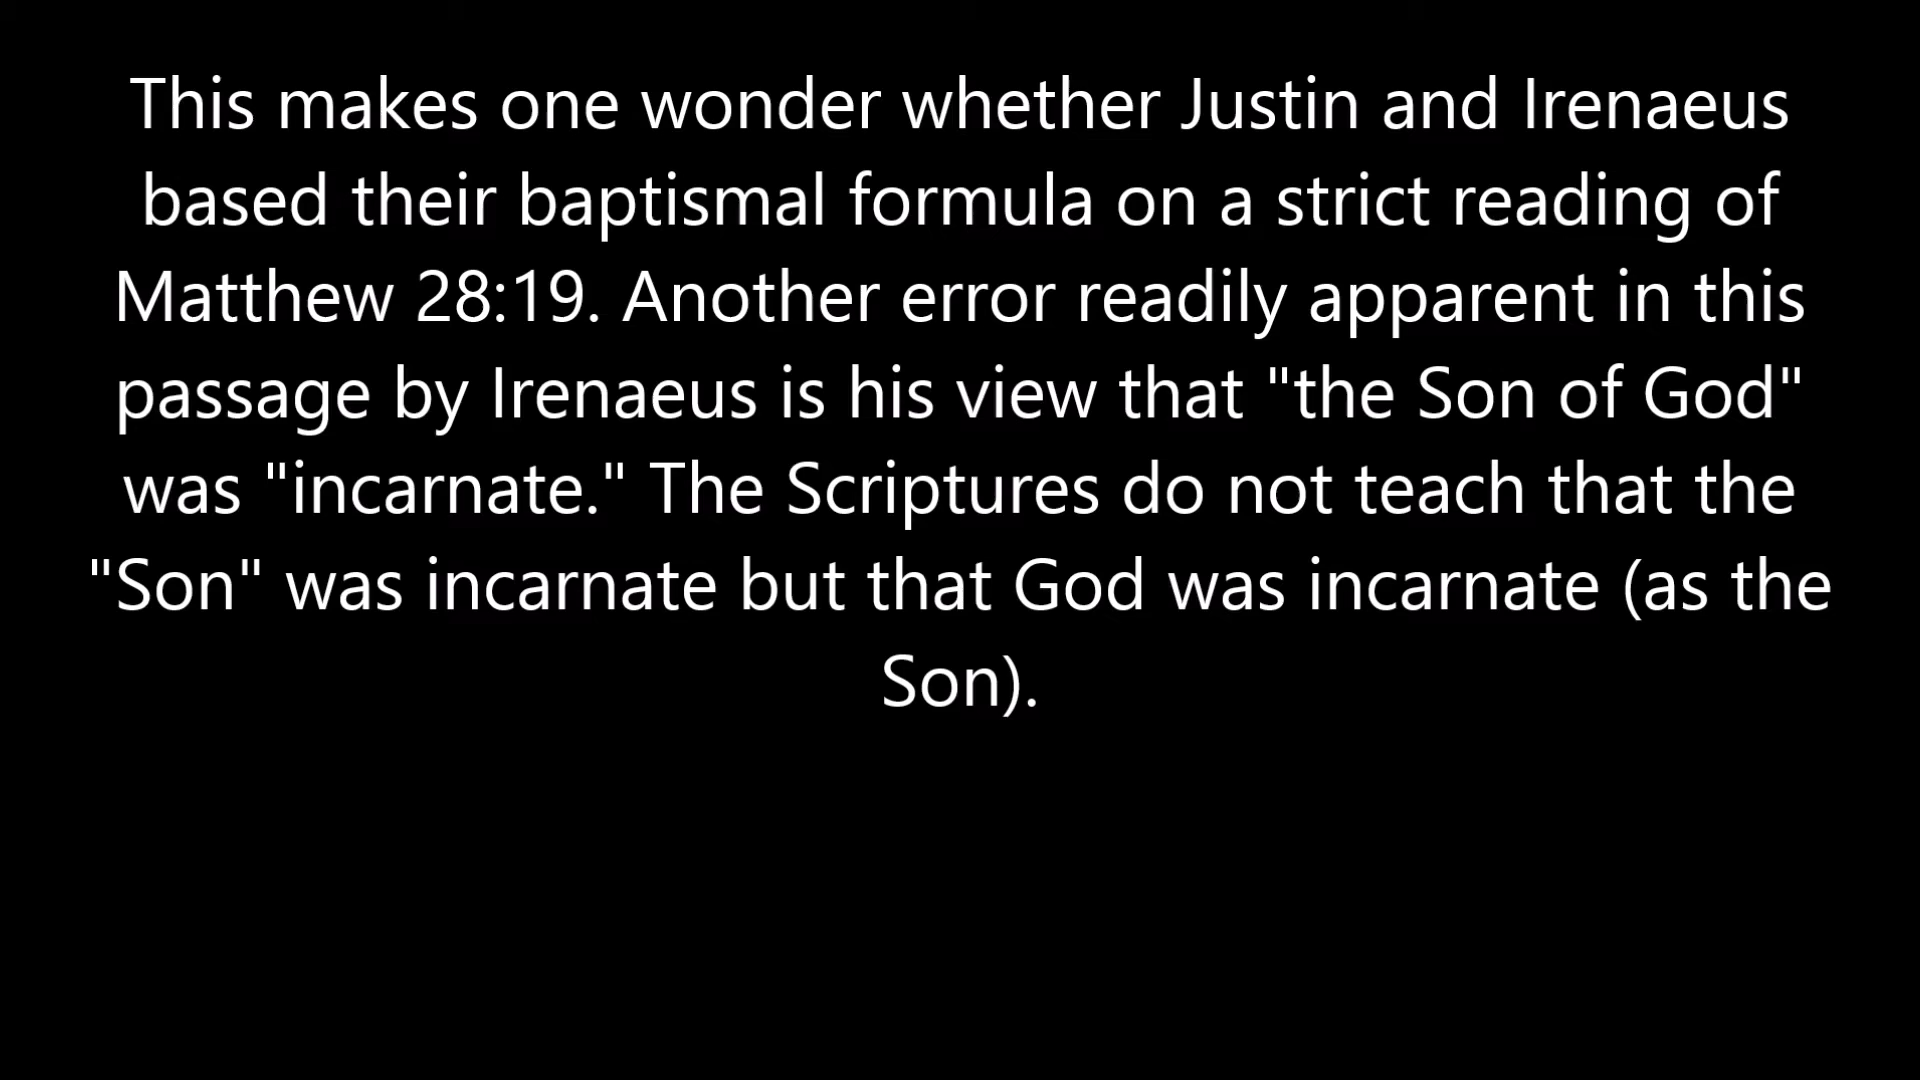 This makes one wonder whether Justin and Irenaeus
based their baptismal formula on a strict reading of
Matthew 28:19. Another error readily apparent in this
passage by Irenaeus is his view that "the Son of God"
was "incarnate." The Scriptures do not teach that the
"Son" was incarnate but that God was incarnate (as the
Son).